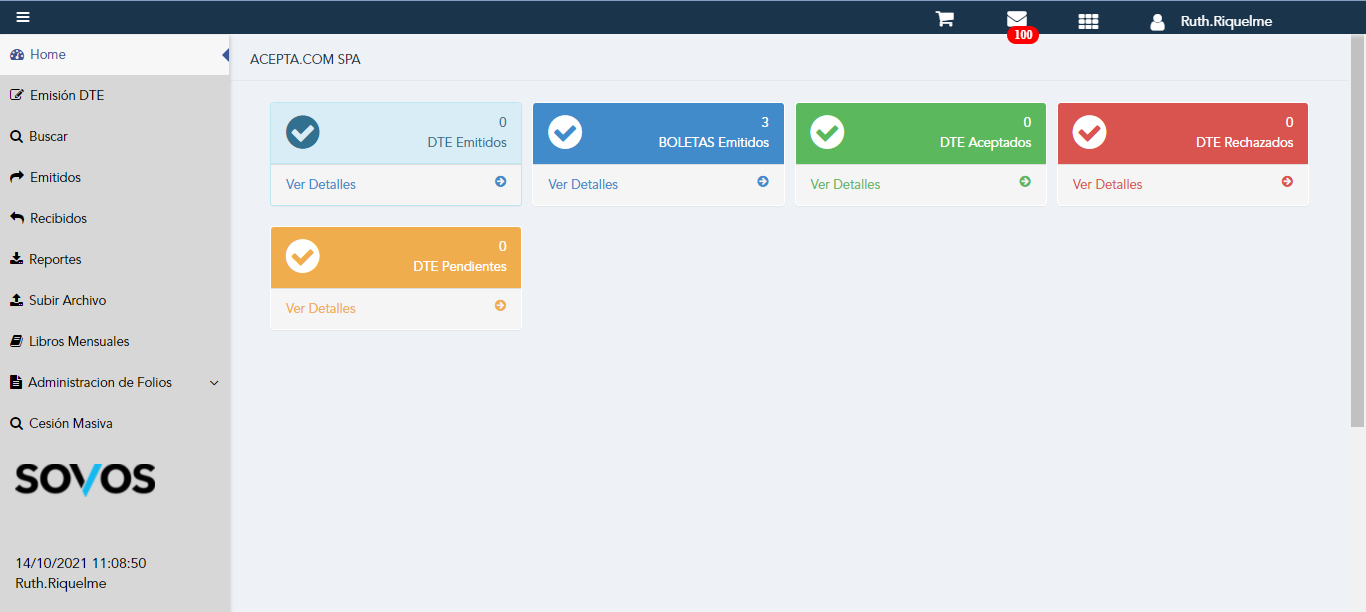 Ruth.Riquelme
100
Home
Emisión DTE
Buscar
Emitidos
Recibidos
Reportes
Subir Archivo
Libros Mensuales
Administracion de Folios
Cesión Masiva
SOVOS
14/10/2021 11:08:50
Ruth.Riquelme
ACEPTA.COM SPA
0
DTE Emitidos
Ver Detalles
3
BOLETAS Emitidos
Ver Detalles
0
DTE Aceptados
Ver Detalles
0
DTE Rechazados
Ver Detalles
0
DTE Pendientes
Ver Detalles